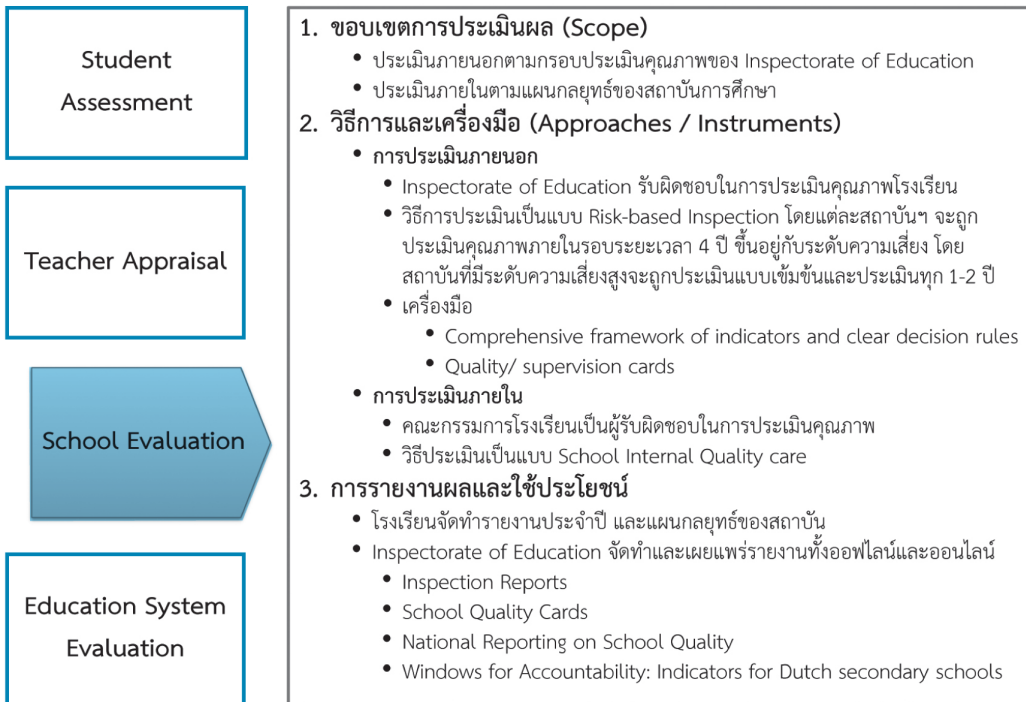 Student
Assessment
Teacher Appraisal
School Evaluation
Education System
Evaluation
1. ขอบเขตการประเมินผล (Scope)
• ประเมินภายนอกตามกรอบประเมินคุณภาพของ Inspectorate of Education
• ประเมินภายในตามแผนกลยุทธ์ของสถาบันการศึกษา
2. วิธีการและเครื่องมือ (Approaches / Instruments)
• การประเมินภายนอก
• Inspectorate of Education รับผิดชอบในการประเมินคุณภาพโรงเรียน
• วิธีการประเมินเป็นแบบ Risk-based Inspection โดยแต่ละสถาบันฯ จะถูก
ประเมินคุณภาพภายในรอบระยะเวลา 4 ปี ขึ้นอยู่กับระดับความเสี่ยง โดย
สถาบันที่มีระดับความเสี่ยงสูงจะถูกประเมินแบบเข้มข้นและประเมินทุก 1-2 ปี
• เครื่องมือ
• Comprehensive framework of indicators and clear decision rules
• Quality/ supervision cards
• การประเมินภายใน
• คณะกรรมการโรงเรียนเป็นผู้รับผิดชอบในการประเมินคุณภาพ
• วิธีประเมินเป็นแบบ School Internal Quality care
3. การรายงานผลและใช้ประโยชน์
• โรงเรียนจัดทำรายงานประจำปี และแผนกลยุทธ์ของสถาบัน
• Inspectorate of Education จัดทำและเผยแพร่รายงานทั้งออฟไลน์และออนไลน์
• Inspection Reports
• School Quality Cards
• National Reporting on School Quality
• Windows for Accountability: Indicators for Dutch secondary schools